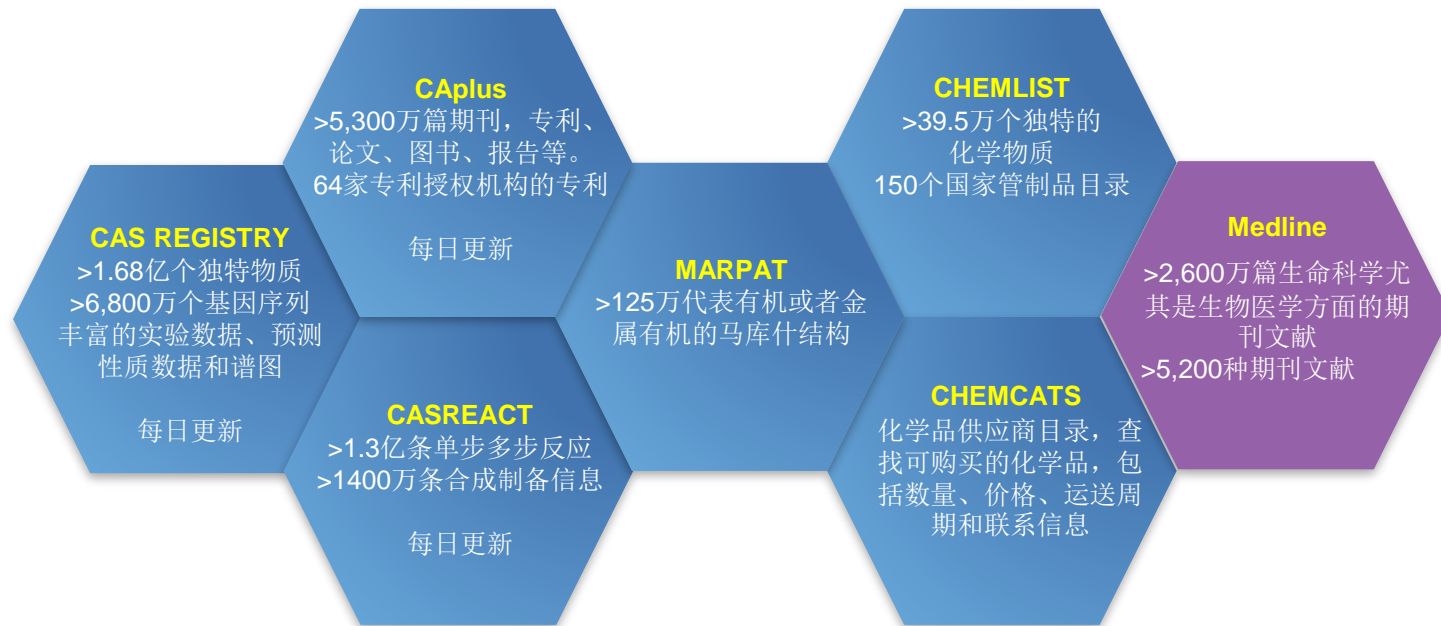 CAplus
>5,300万篇期刊，专利、
论文、图书、报告等。
64家专利授权机构的专利
每日更新
CHEMLIST
>39.5万个独特的
化学物质
150个国家管制品目录
CAS REGISTRY
>1.68亿个独特物质
>6,800万个基因序列
丰富的实验数据、预测
性质数据和谱图
每日更新
MARPAT
>125万代表有机或者金
属有机的马库什结构
Medline
>2,600万篇生命科学尤
其是生物医学方面的期
刊文献
>5,200种期刊文献
CASREACT
>1.3亿条单步多步反应
>1400万条合成制备信息
每日更新
CHEMCATS
化学品供应商目录，查
找可购买的化学品，包
括数量、价格、运送周
期和联系信息